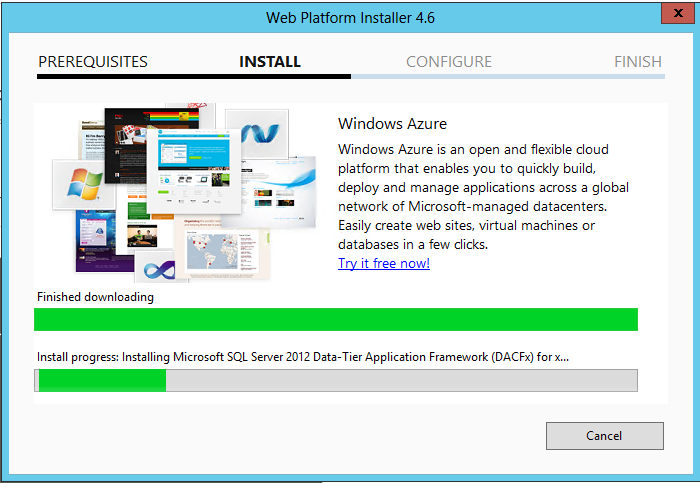 Web Platform Installer 4.6
x
PREREQUISITES INSTALL CONFIGURE FINISH
Windows Azure
Windows Azure is an open and flexible cloud
platform that enables you to quickly build,
deploy and manage applications across a global
network of Microsoft-managed datacenters.
Easily create web sites, virtual machines or
databases in a few clicks.
Try it free now!
Finished downloading
Install progress: Installing Microsoft SQL Server 2012 Data-Tier Application Framework (DACFx) for x...
Cancel